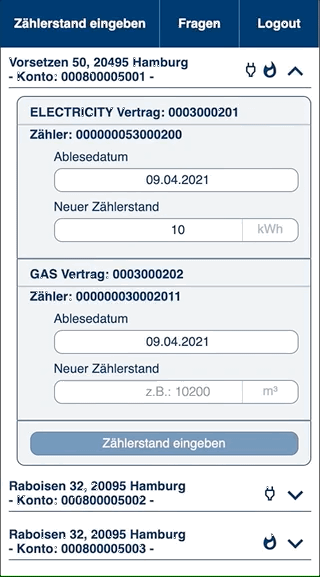 Zählerstand eingeben Fragen Logout
Vorsetzen 50, 20495 Hamburg
- Konto: 000800005001 -
ELECTRICITY Vertrag: 0003000201
Zähler: 000000053000200
Ablesedatum
09.04.2021
Neuer Zählerstand
10 kWh
GAS Vertrag: 0003000202
Zähler: 000000030002011
Ablesedatum
09.04.2021
Neuer Zählerstand
z.B.: 10200 m³
Zählerstand eingeben
Raboisen 32, 20095 Hamburg
- Konto: 000800005002 -
Raboisen 32, 20095 Hamburg
- Konto: 000800005003 -